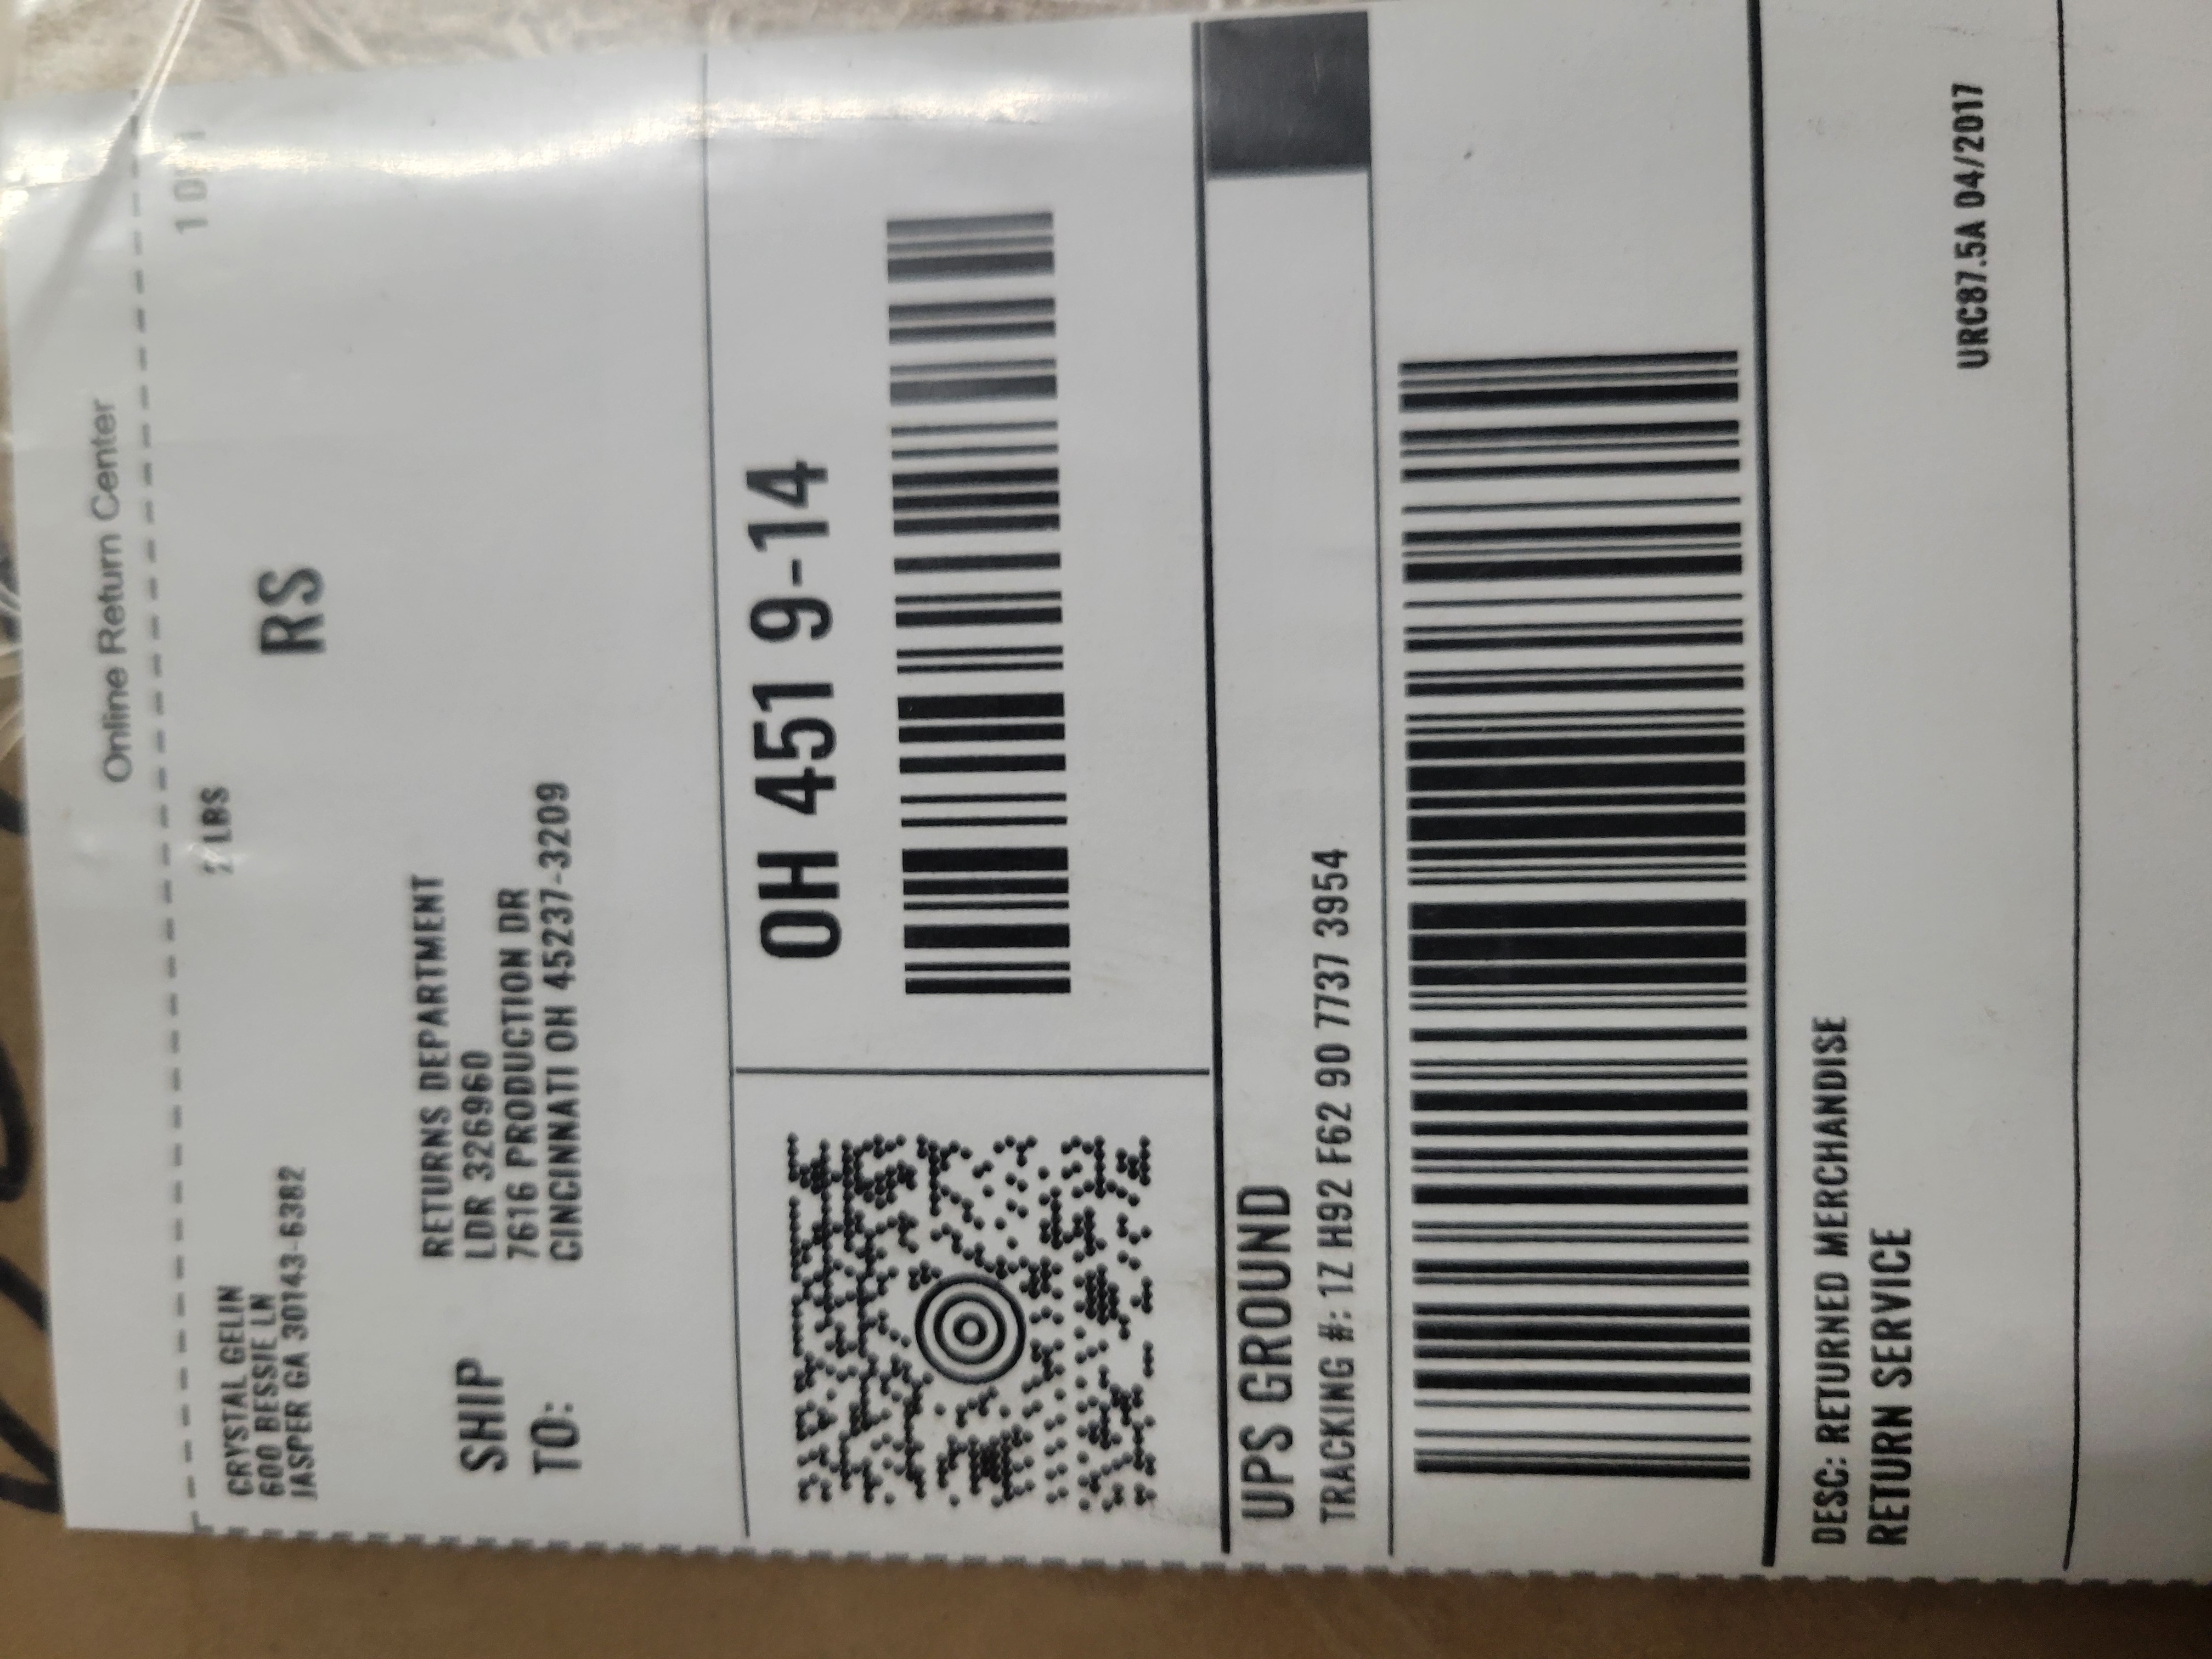 Online Return Center
CRYSTAL GELIN
600 BESSIE LN
JASPER GA 30143-6382
2 LBS
RS
SHIP
TO:
RETURNS DEPARTMENT
LDR 326960
7616 PRODUCTION DR
CINCINNATI OH 45237-3209
OH 451 9-14
UPS GROUND
TRACKING #: 1Z H92 F62 90 7737 3954
DESC: RETURNED MERCHANDISE
RETURN SERVICE
URC87.5A 04/2017